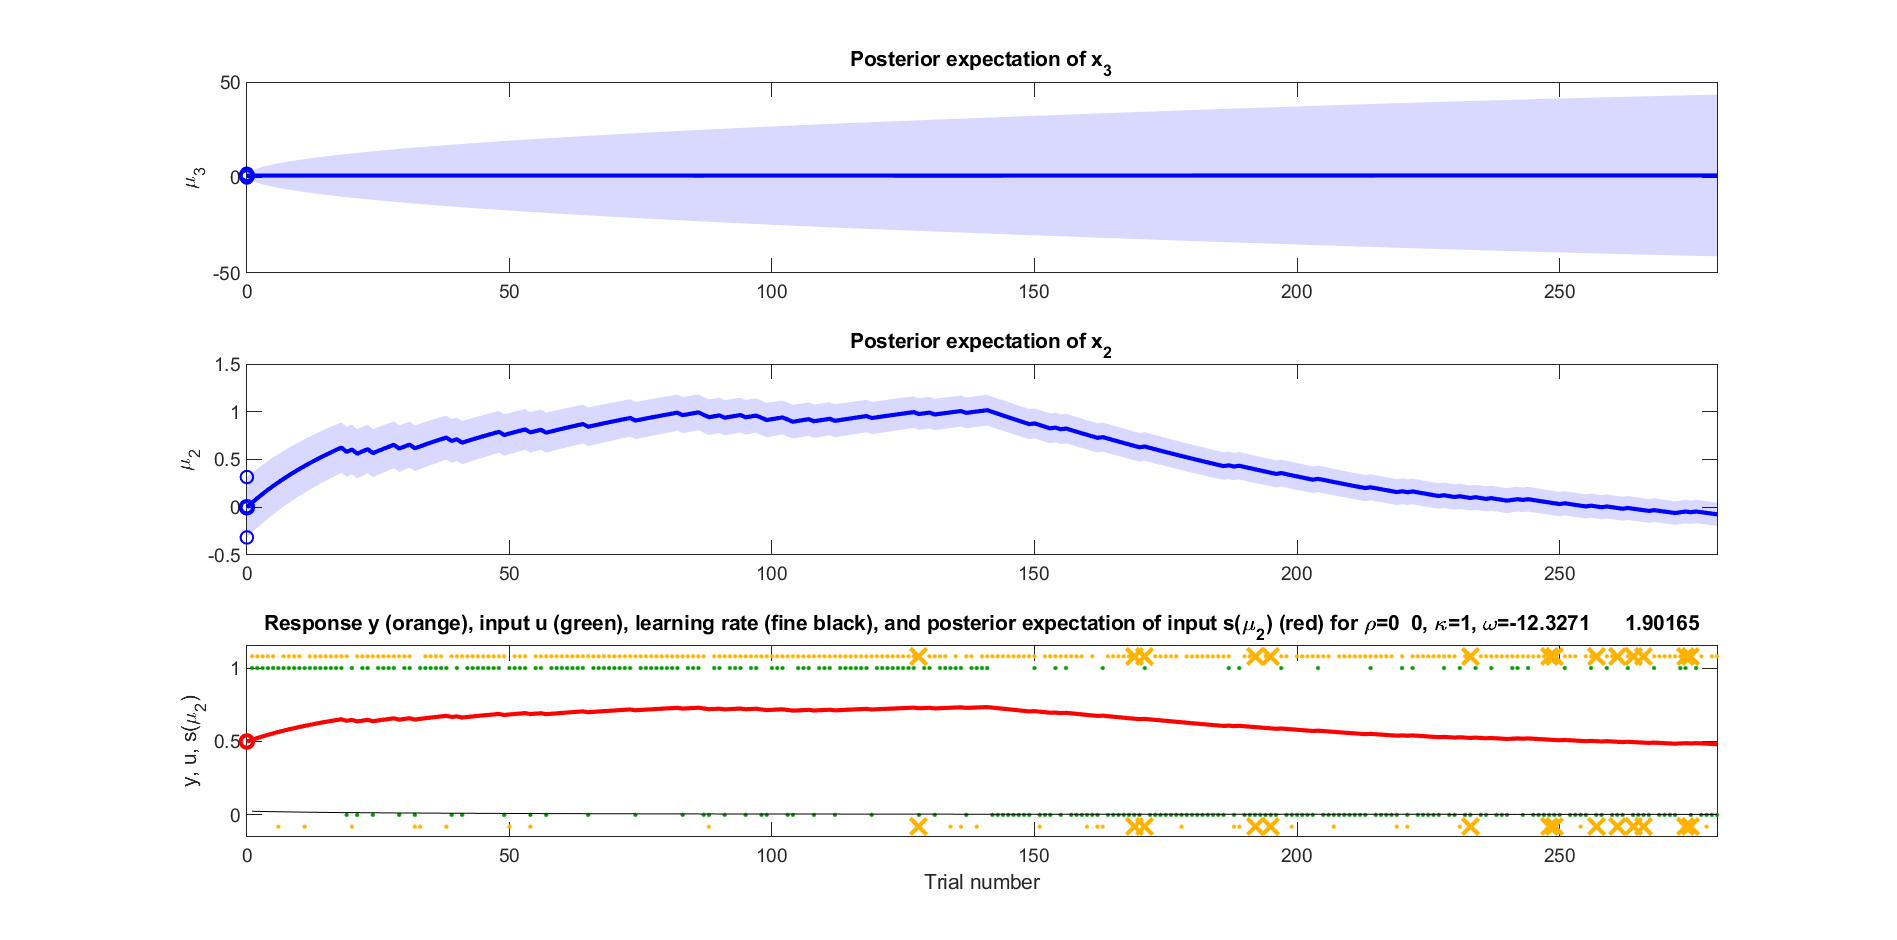 Posterior expectation of x3
50
0
-50
μ3
0 50 100 150 200 250
Posterior expectation of x2
1.5
1
0.5
0
-0.5
μ2
0 50 100 150 200 250
Response y (orange), input u (green), learning rate (fine black), and posterior expectation of input s(μ2) (red) for ρ=0 0, κ=1, ω=-12.3271 1.90165
1
0.5
0
y, u, s(μ2)
0 50 100 150 200 250
Trial number